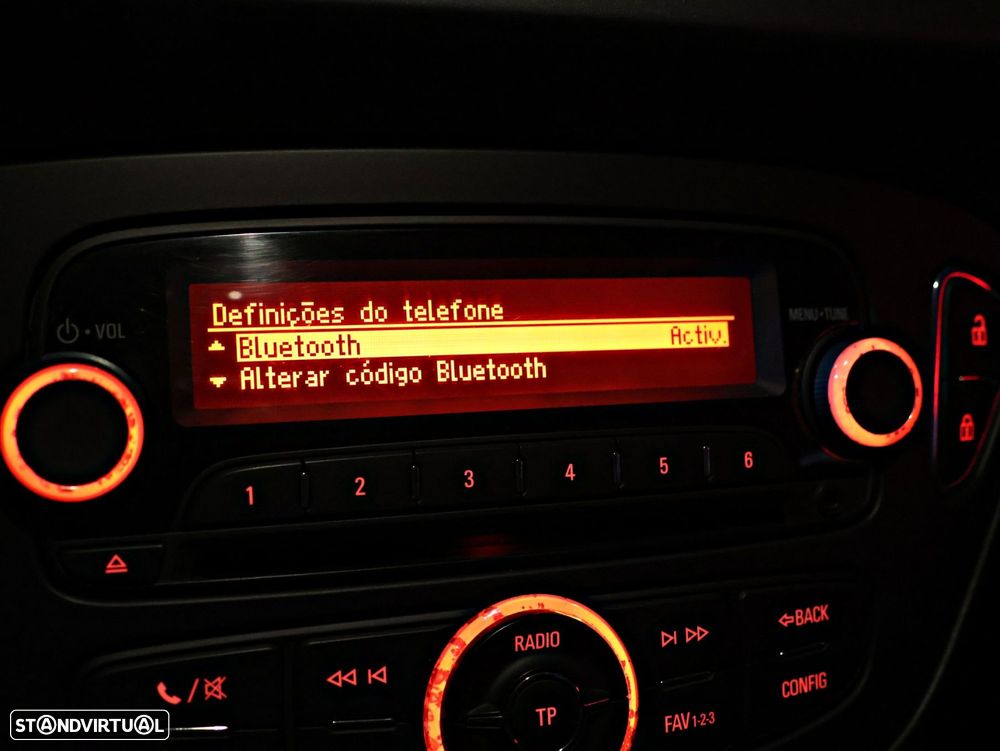 Definições do telefone
Bluetooth Activ.
Alterar código Bluetooth
VOL
MENU·TUNE
1 2 3 4 5 6
RADIO
TP
BACK
CONFIG
FAV 1-2-3
STANDVIRTUAL